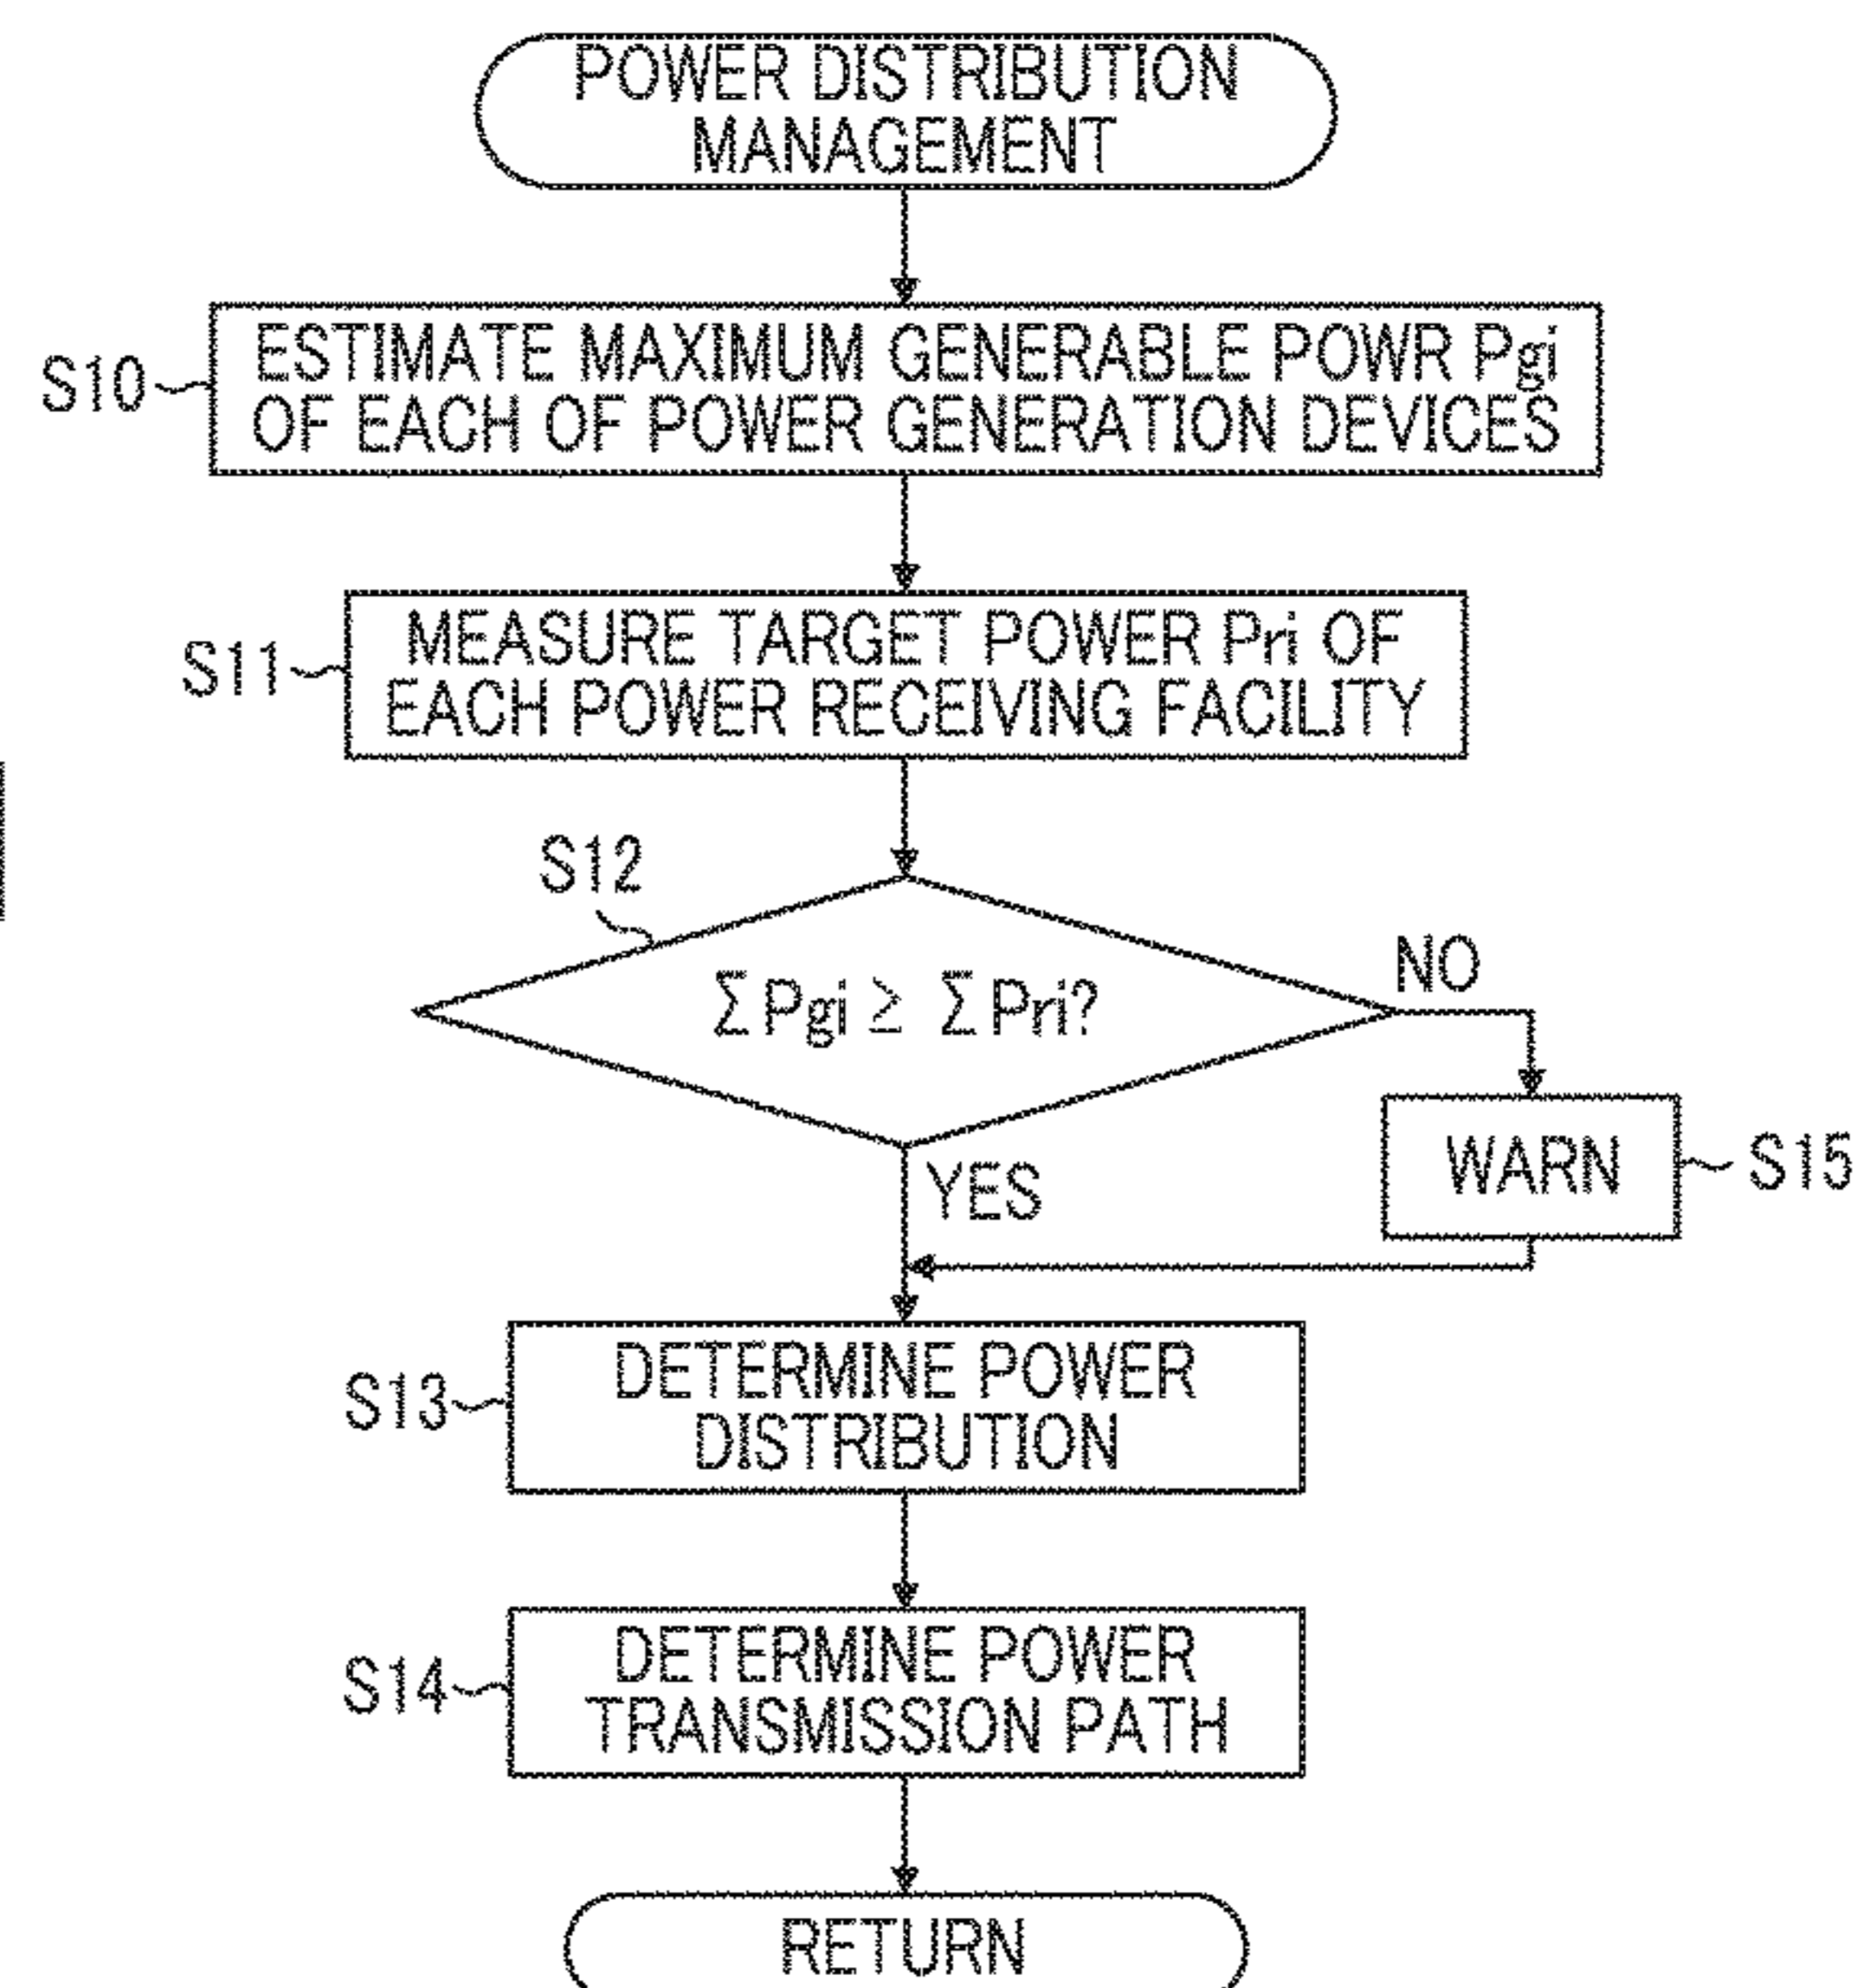 POWER DISTRIBUTION
MANAGEMENT
S10
ESTIMATE MAXIMUM GENERABLE POWR Pgi
OF EACH OF POWER GENERATION DEVICES
S11
MEASURE TARGET POWER Pri OF
EACH POWER RECEIVING FACILITY
S12
ΣPgi ≥ ΣPri?
NO
YES
WARN
S15
S13
DETERMINE POWER
DISTRIBUTION
S14
DETERMINE POWER
TRANSMISSION PATH
RETURN